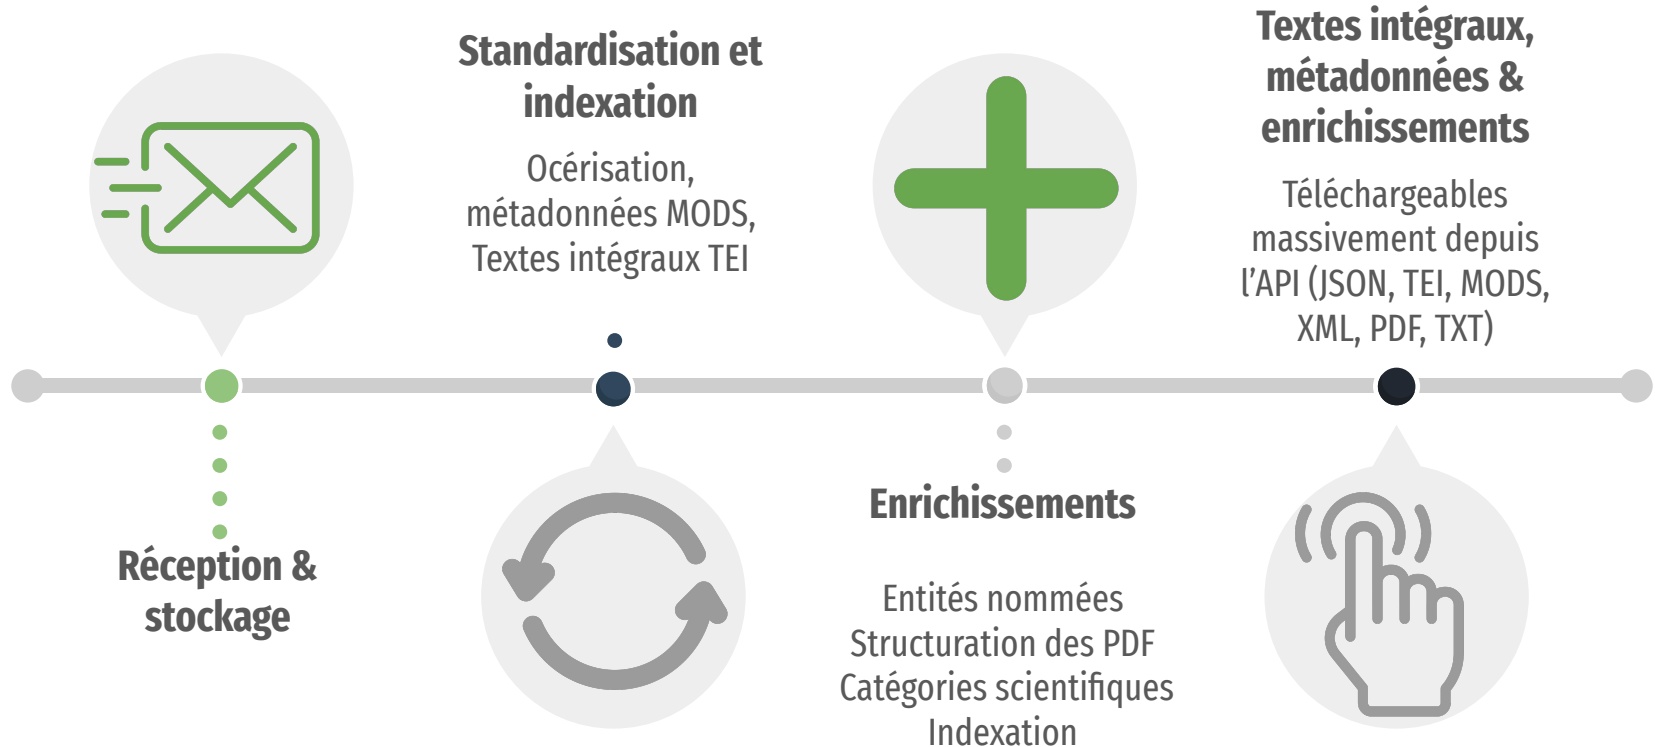 Réception &
stockage
Standardisation et
indexation
Océrisation,
métadonnées MODS,
Textes intégraux TEI
Enrichissements
Entités nommées
Structuration des PDF
Catégories scientifiques
Indexation
Textes intégraux,
métadonnées &
enrichissements
Téléchargeables
massivement depuis
l’API (JSON, TEI, MODS,
XML, PDF, TXT)